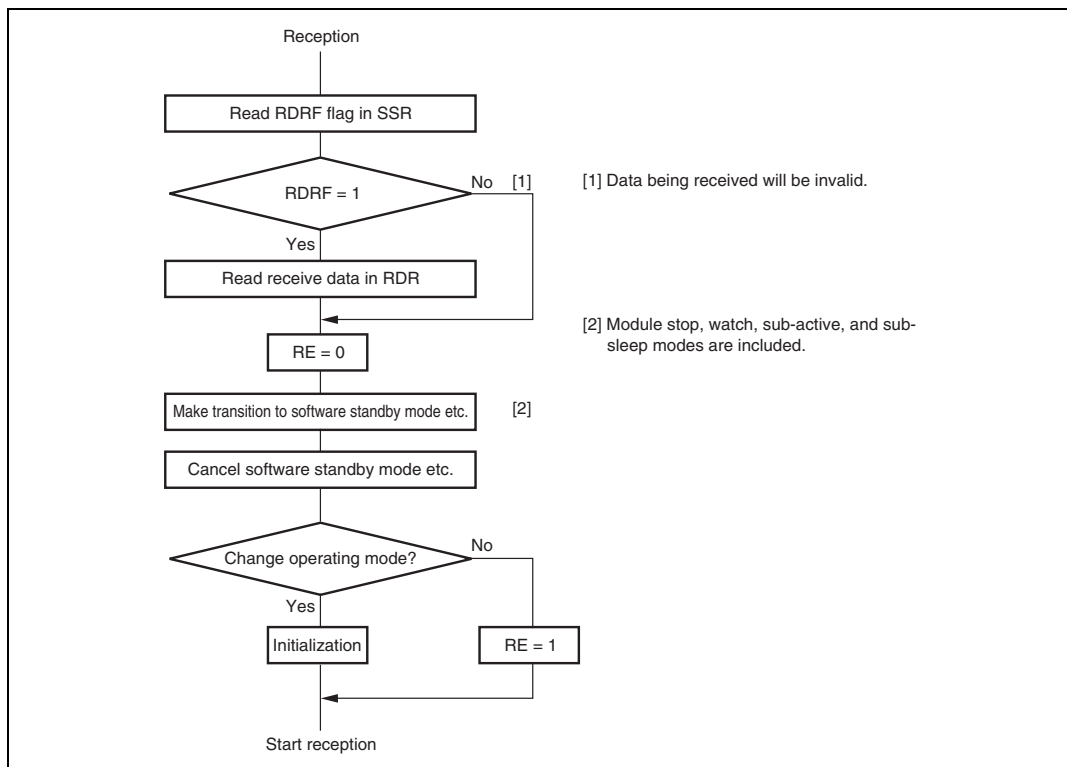 Reception
Read RDRF flag in SSR
RDRF = 1
No [1]
[1] Data being received will be invalid.
Yes
Read receive data in RDR
[2] Module stop, watch, sub-active, and sub-
sleep modes are included.
RE = 0
Make transition to software standby mode etc.
[2]
Cancel software standby mode etc.
Change operating mode?
No
Yes
Initialization
RE = 1
Start reception